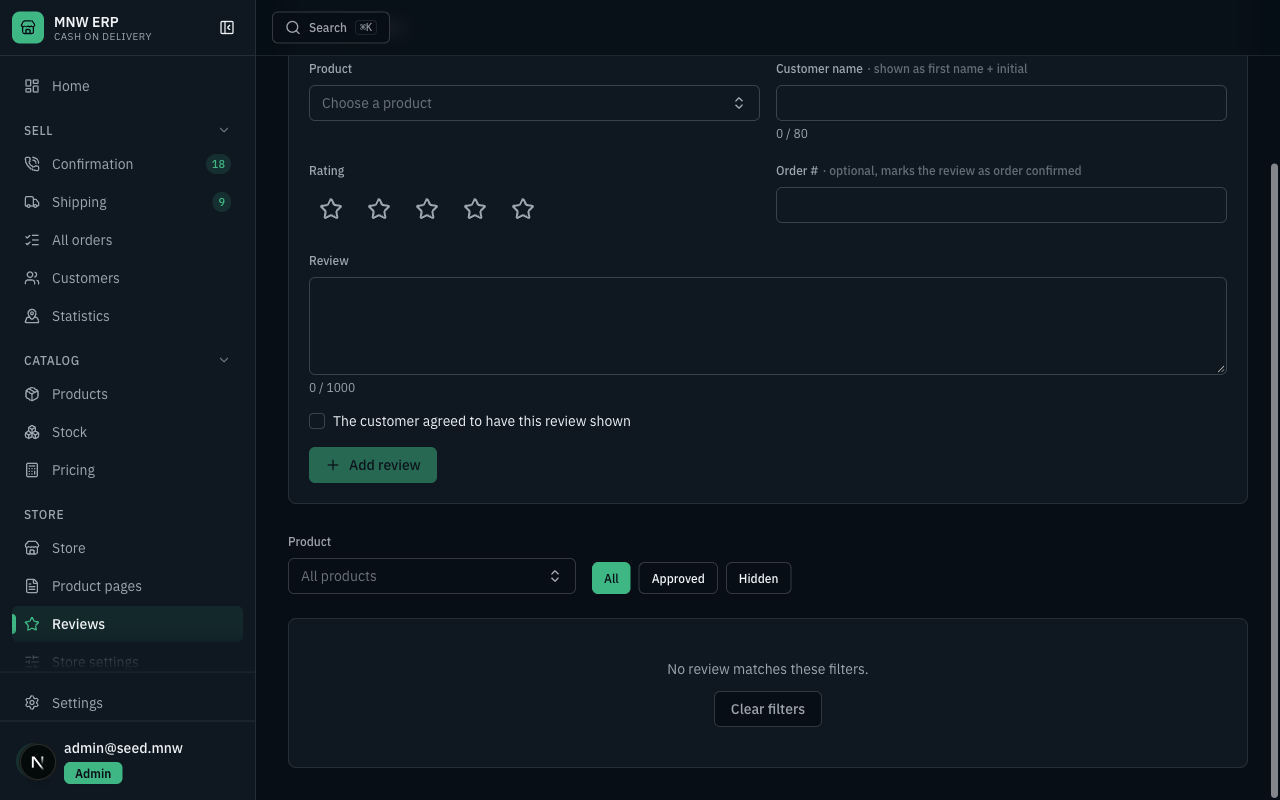 MNW ERP
CASH ON DELIVERY
Search ⌘K
Home
SELL
Confirmation 18
Shipping 9
All orders
Customers
Statistics
CATALOG
Products
Stock
Pricing
STORE
Store
Product pages
Reviews
Store settings
Settings
N
admin@seed.mnw
Admin
Product
Choose a product
Customer name · shown as first name + initial
0 / 80
Rating
Order # · optional, marks the review as order confirmed
Review
0 / 1000
The customer agreed to have this review shown
+ Add review
Product
All products
All Approved Hidden
No review matches these filters.
Clear filters